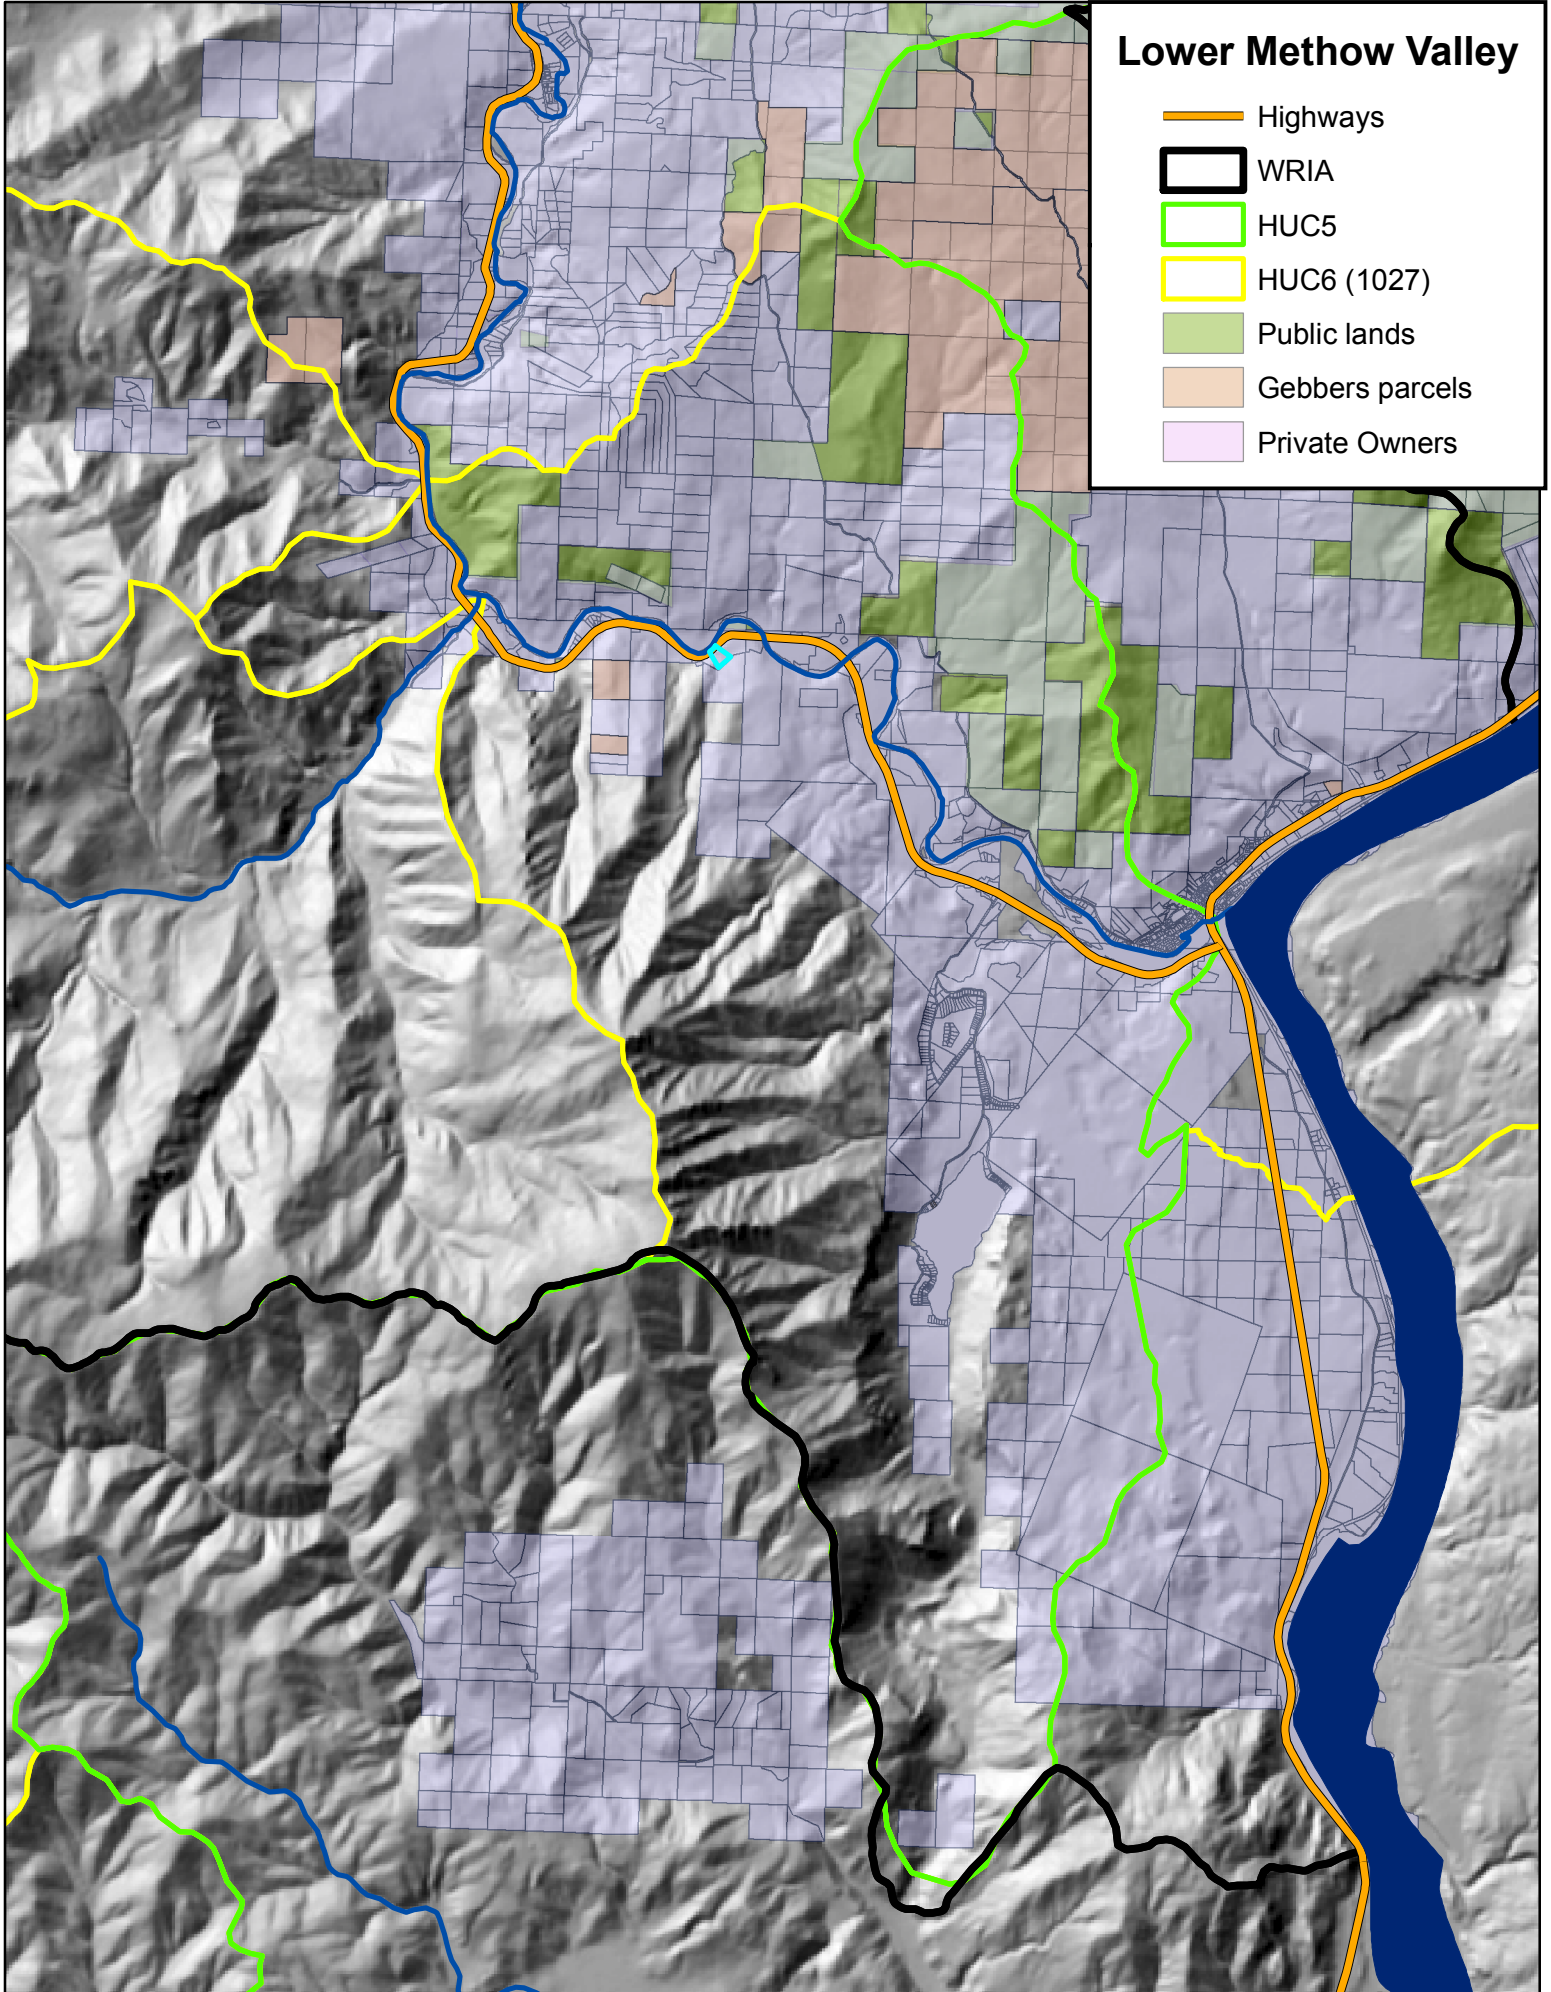 Lower Methow Valley
Highways
WRIA
HUC5
HUC6 (1027)
Public lands
Gebbers parcels
Private Owners